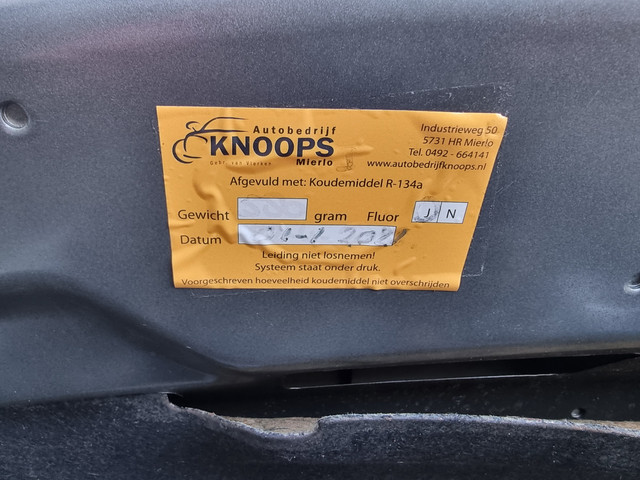 Autobedrijf
KNOOPS
Mierlo
Industrieweg 50
5731 HR Mierlo
Tel. 0492 - 664141
www.autobedrijfknoops.nl
Afgevuld met: Koudemiddel R-134a
Gewicht gram Fluor J N
Datum
Leiding niet losnemen!
Systeem staat onder druk.
Voorgeschreven hoeveelheid koudemiddel niet overschrijden